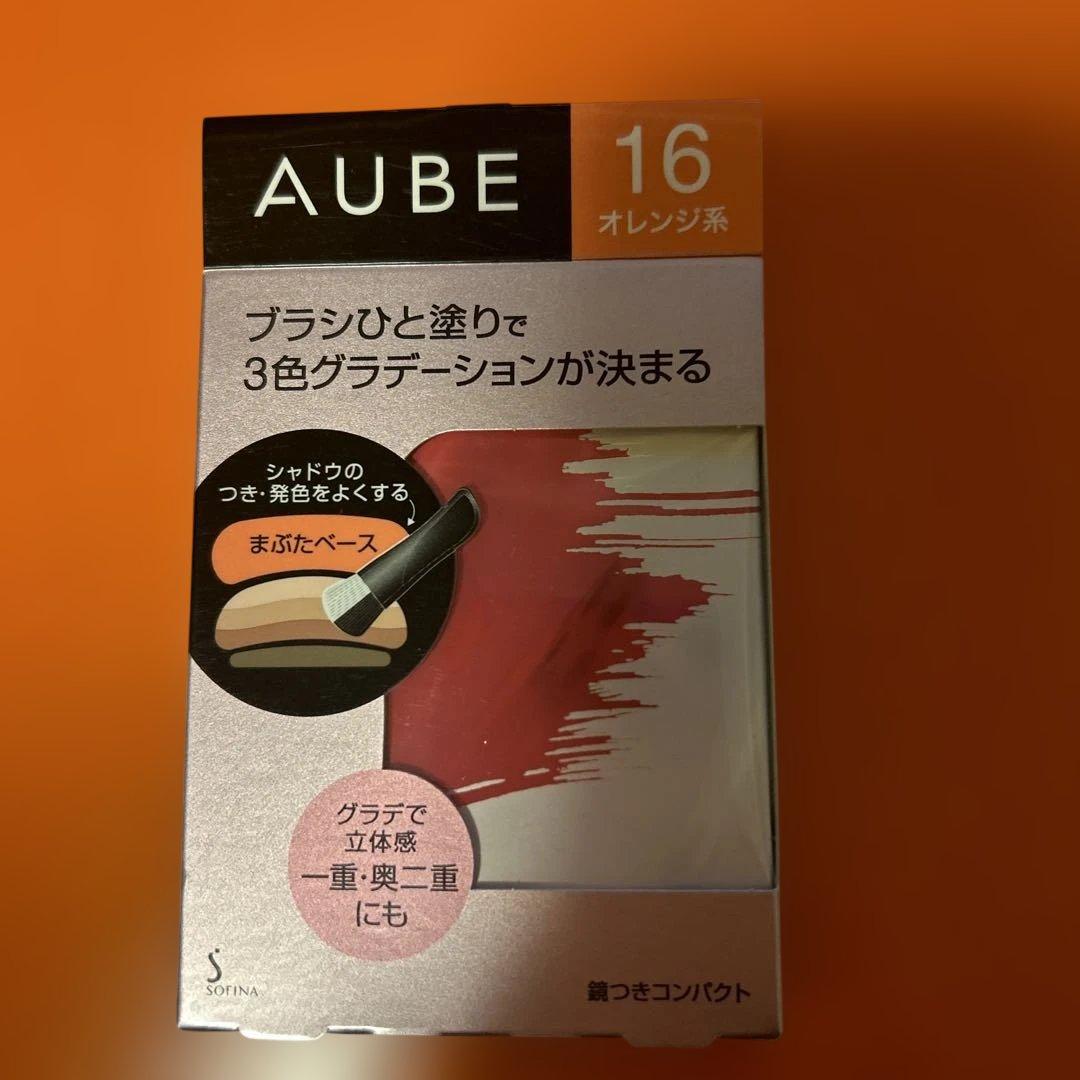 AUBE
16
オレンジ系
ブラシひと塗りで
3色グラデーションが決まる
シャドウの
つき・発色をよくする
まぶたベース
グラデで
立体感
一重・奥二重
にも
SOFINA
鏡つきコンパクト